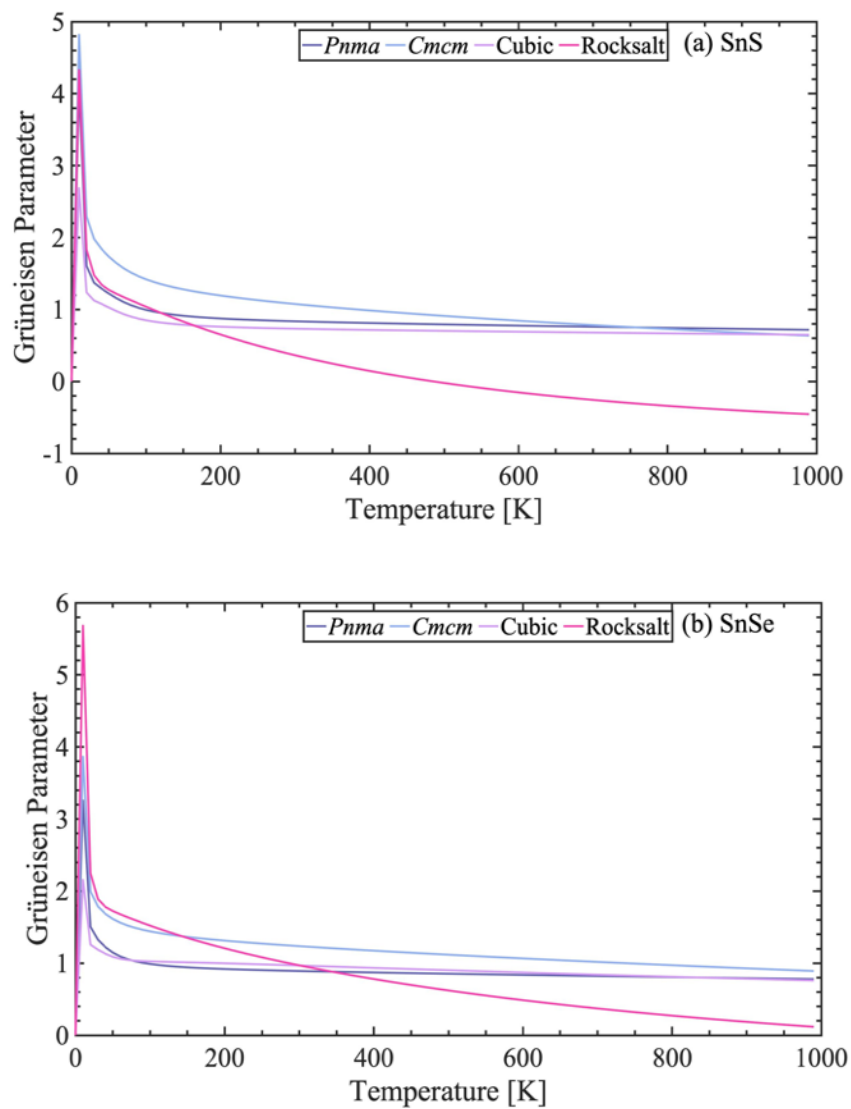 Pnma Cmcm Cubic Rocksalt (a) SnS
Grüneisen Parameter
5
4
3
2
1
0
-1
0 200 400 600 800 1000
Temperature [K]
Pnma Cmcm Cubic Rocksalt (b) SnSe
Grüneisen Parameter
6
5
4
3
2
1
0
0 200 400 600 800 1000
Temperature [K]